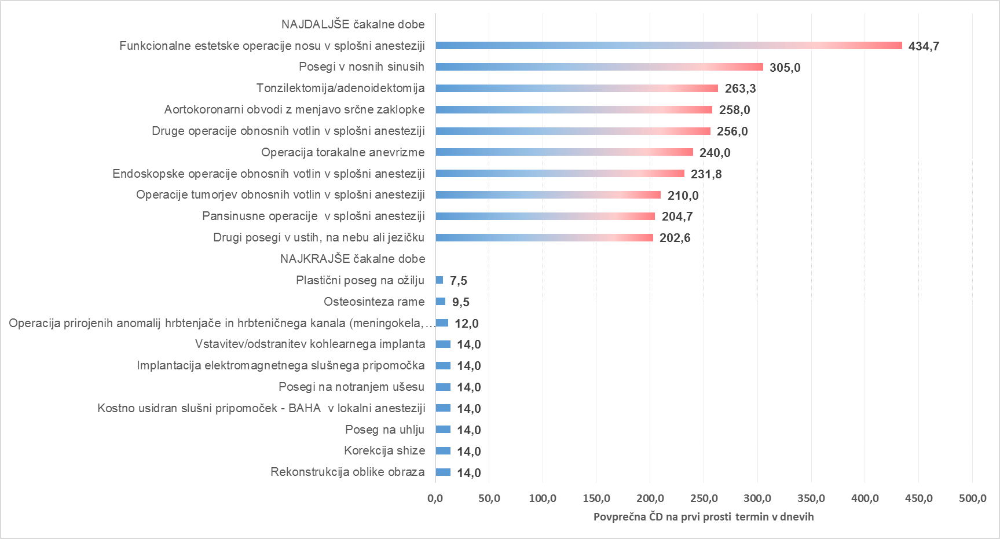 NAJDALJŠE čakalne dobe
Funkcionalne estetske operacije nosu v splošni anesteziji 434,7
Posegi v nosnih sinusih 305,0
Tonzilektomija/adenoidektomija 263,3
Aortokoronarni obvodi z menjavo srčne zaklopke 258,0
Druge operacije obnosnih votlin v splošni anesteziji 256,0
Operacija torakalne anevrizme 240,0
Endoskopske operacije obnosnih votlin v splošni anesteziji 231,8
Operacije tumorjev obnosnih votlin v splošni anesteziji 210,0
Pansinusne operacije  v splošni anesteziji 204,7
Drugi posegi v ustih, na nebu ali jezičku 202,6
NAJKRAJŠE čakalne dobe
Plastični poseg na ožilju 7,5
Osteosinteza rame 9,5
Operacija prirojenih anomalij hrbtenjače in hrbteničnega kanala (meningokela,… 12,0
Vstavitev/odstranitev kohlearnega implanta 14,0
Implantacija elektromagnetnega slušnega pripomočka 14,0
Posegi na notranjem ušesu 14,0
Kostno usidran slušni pripomoček - BAHA  v lokalni anesteziji 14,0
Poseg na uhlju 14,0
Korekcija shize 14,0
Rekonstrukcija oblike obraza 14,0
0,0 50,0 100,0 150,0 200,0 250,0 300,0 350,0 400,0 450,0 500,0
Povprečna ČD na prvi prosti termin v dnevih